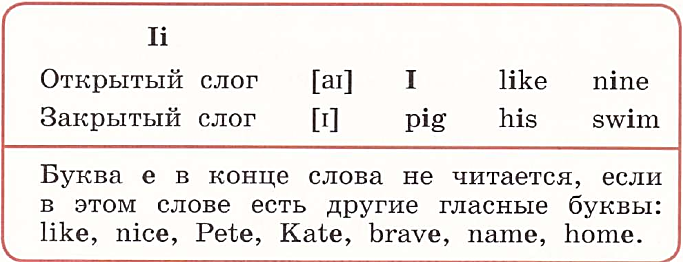 Ii
Открытый слог [aɪ] I like nine
Закрытый слог [ɪ] pig his swim
Буква е в конце слова не читается, если
в этом слове есть другие гласные буквы:
like, nice, Pete, Kate, brave, name, home.